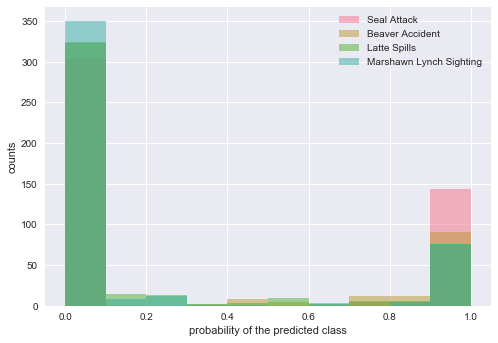 Seal Attack
Beaver Accident
Latte Spills
Marshawn Lynch Sighting
350
300
250
200
150
100
50
0
0.0 0.2 0.4 0.6 0.8 1.0
counts
probability of the predicted class